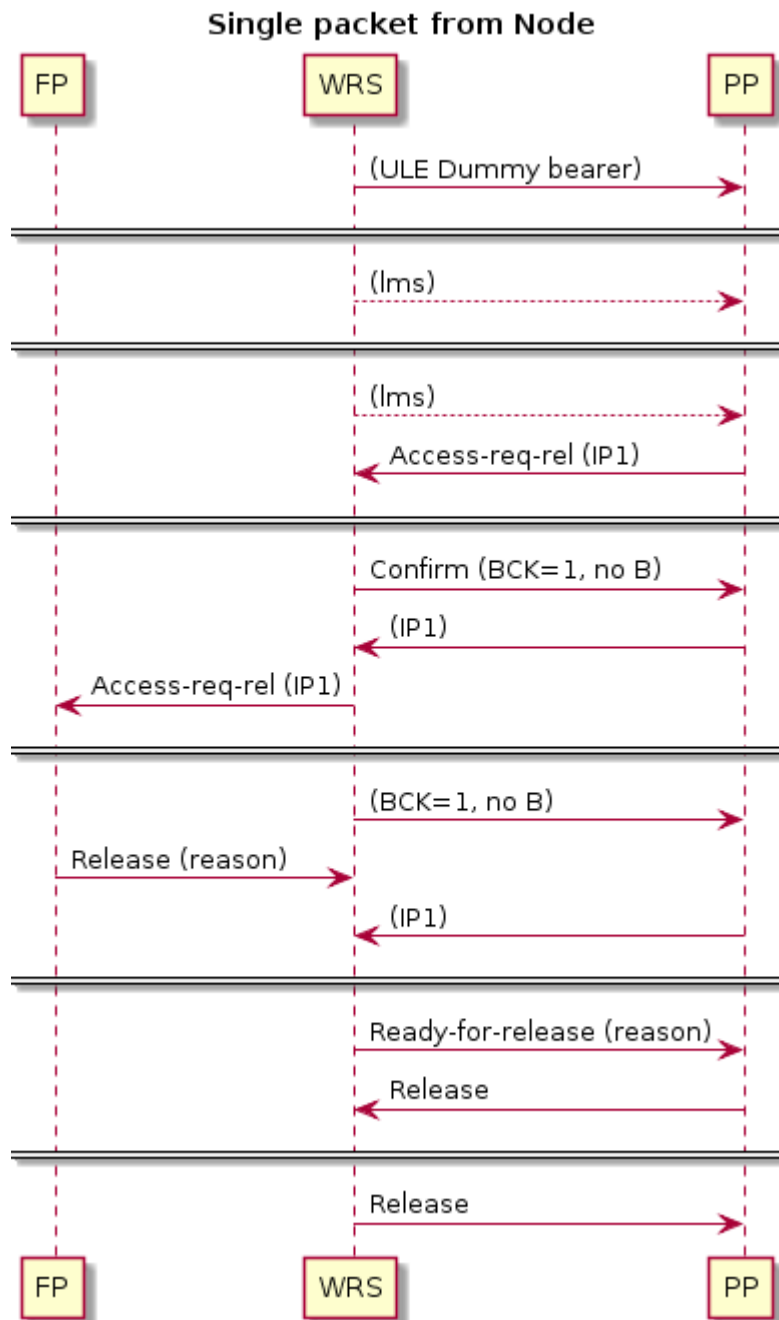 Single packet from Node
FP WRS PP
(ULE Dummy bearer)
(lms)
(lms)
Access-req-rel (IP1)
Confirm (BCK=1, no B)
(IP1)
Access-req-rel (IP1)
(BCK=1, no B)
Release (reason)
(IP1)
Ready-for-release (reason)
Release
Release
FP WRS PP